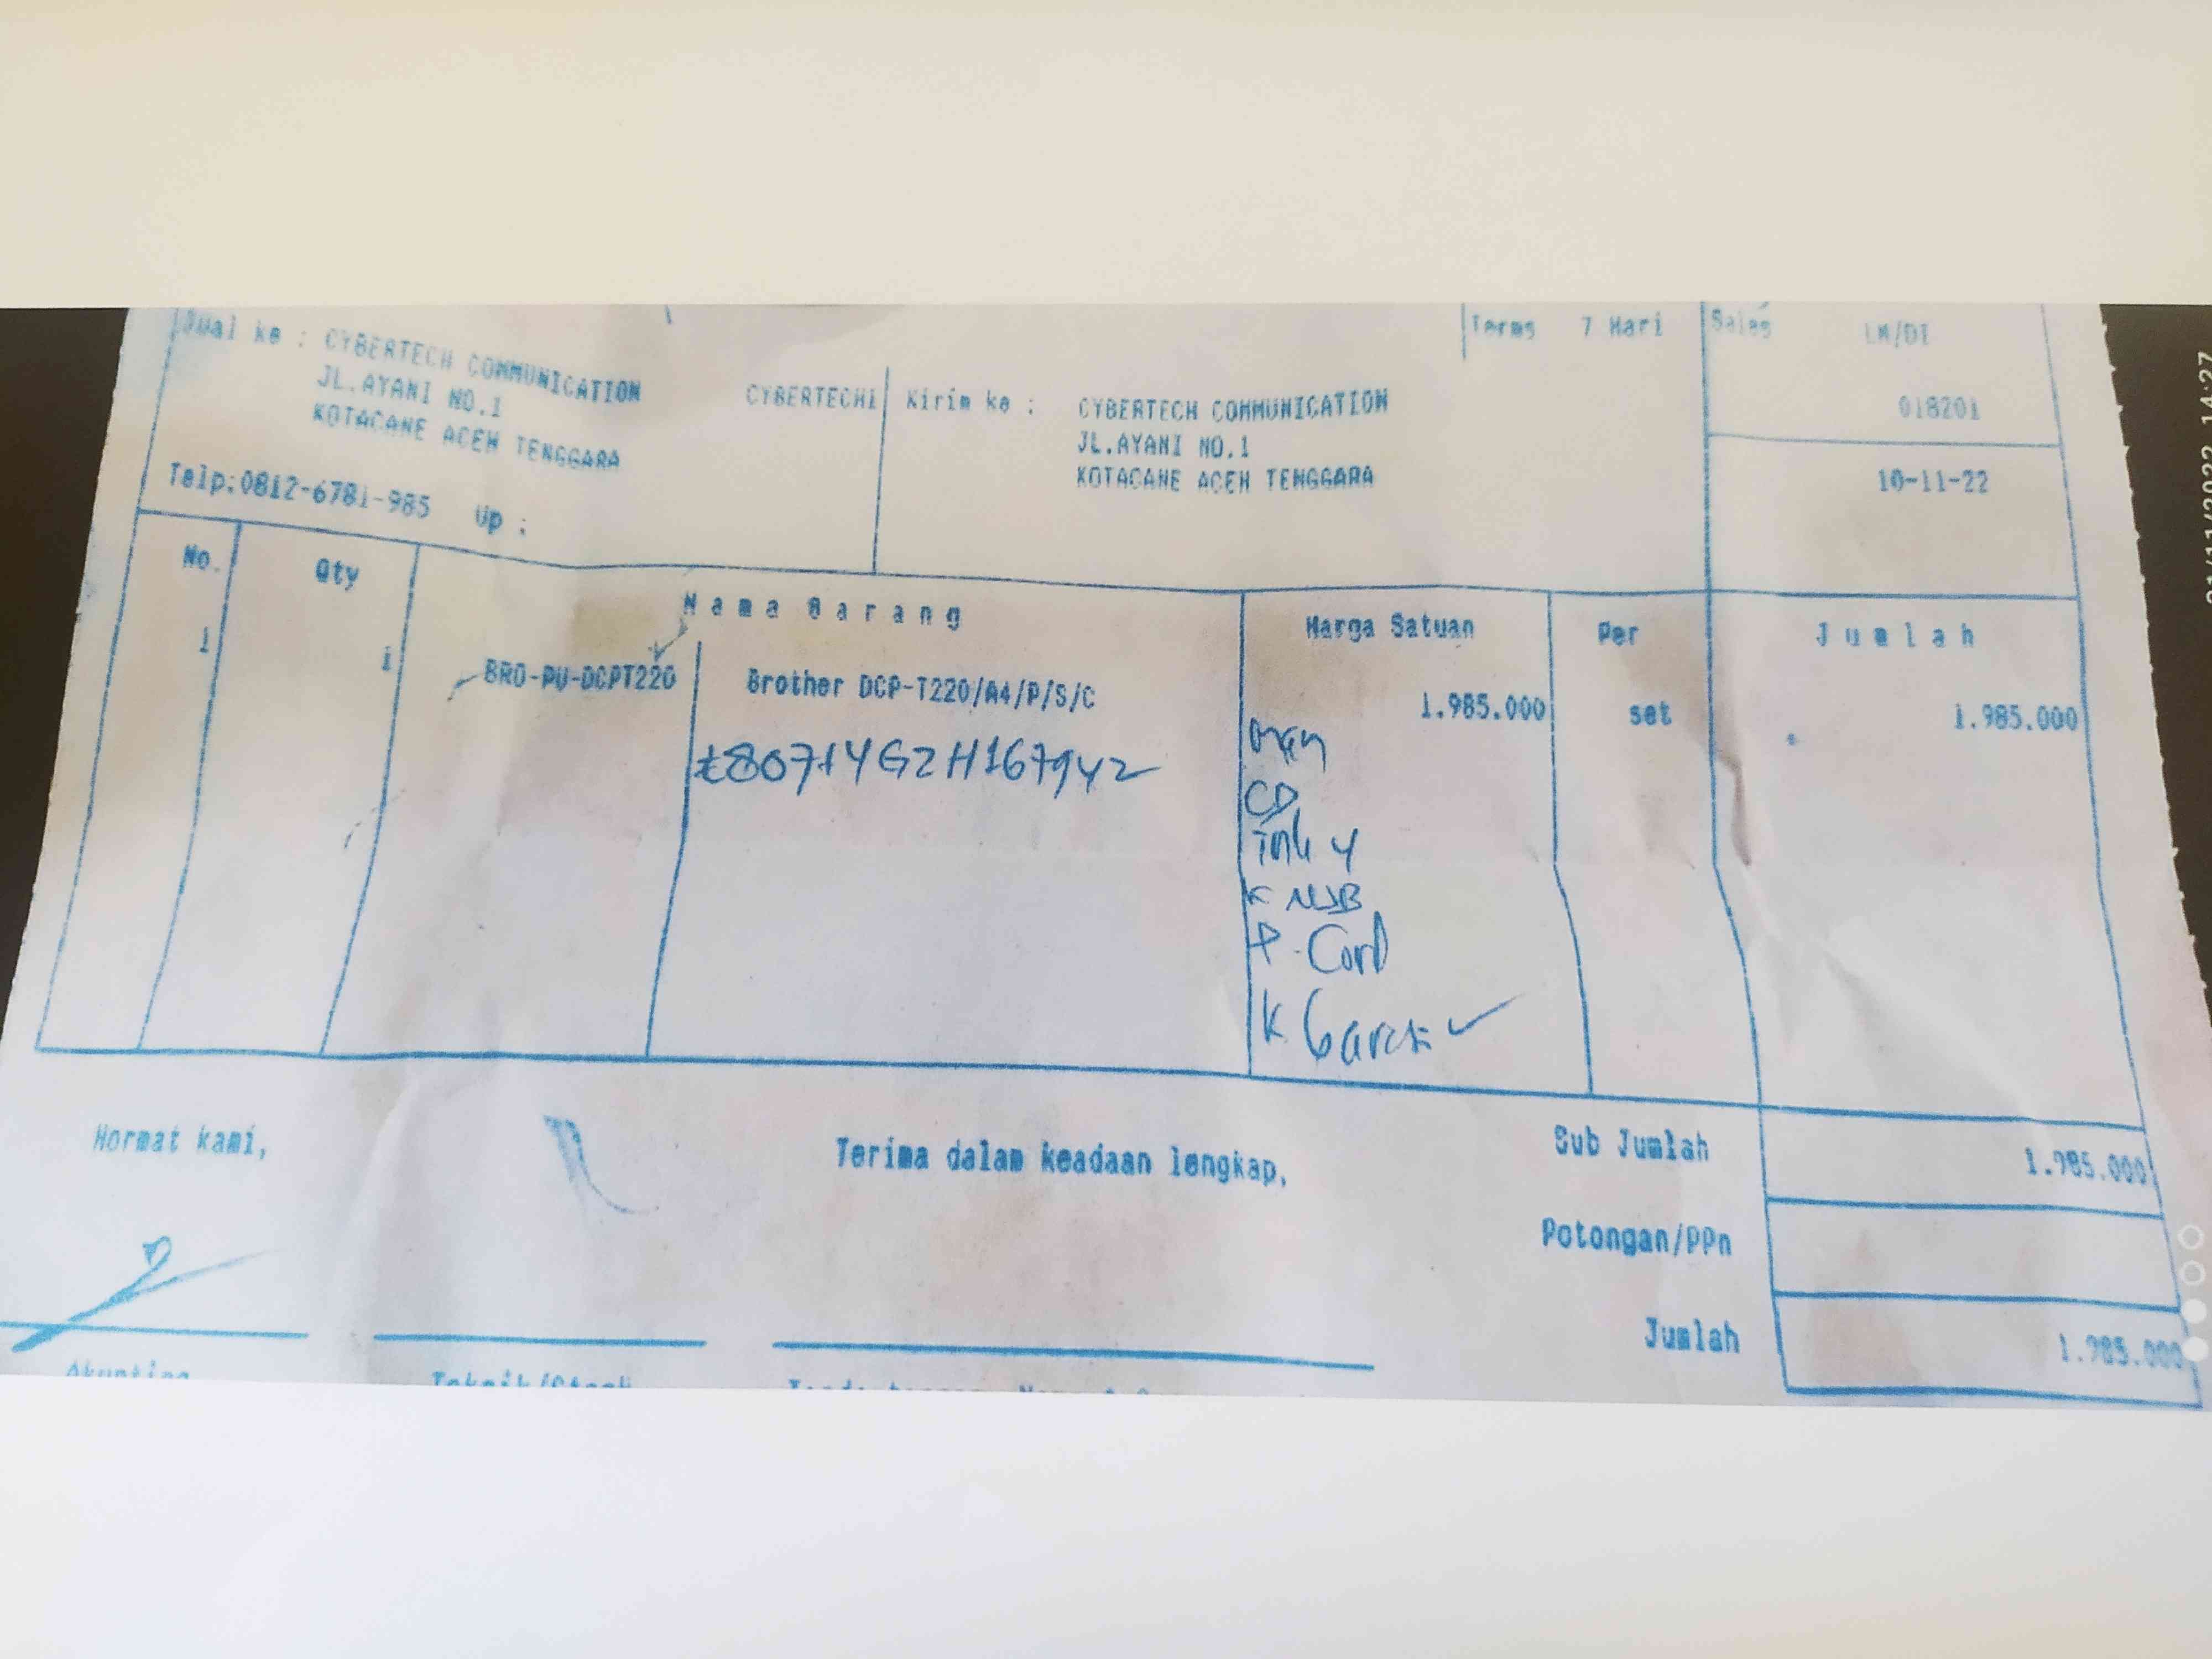 Jual ke : CYBERTECH COMMUNICATION
JL.AYANI NO.1
KOTACANE ACEH TENGGARA
Telp:0812-6781-985 Up :
CYBERTECH1
Kirim ke : CYBERTECH COMMUNICATION
JL.AYANI NO.1
KOTACANE ACEH TENGGARA
Terms 7 Hari
Sales LM/DI
018201
10-11-22
No. Qty Nama Barang Harga Satuan Per Jumlah
1 1 BRO-PU-DCPT220 Brother DCP-T220/A4/P/S/C 1.985.000 set 1.985.000
E80714G2H167942
CD
Ink 4
K USB
P. Cord
K Garansi
Hormat kami,
Terima dalam keadaan lengkap,
Sub Jumlah 1.985.000
Potongan/PPn
Jumlah 1.985.000
Akunting